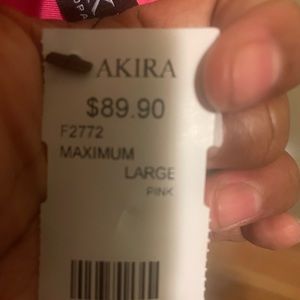 AKIRA
$89.90
F2772
MAXIMUM
LARGE
PINK